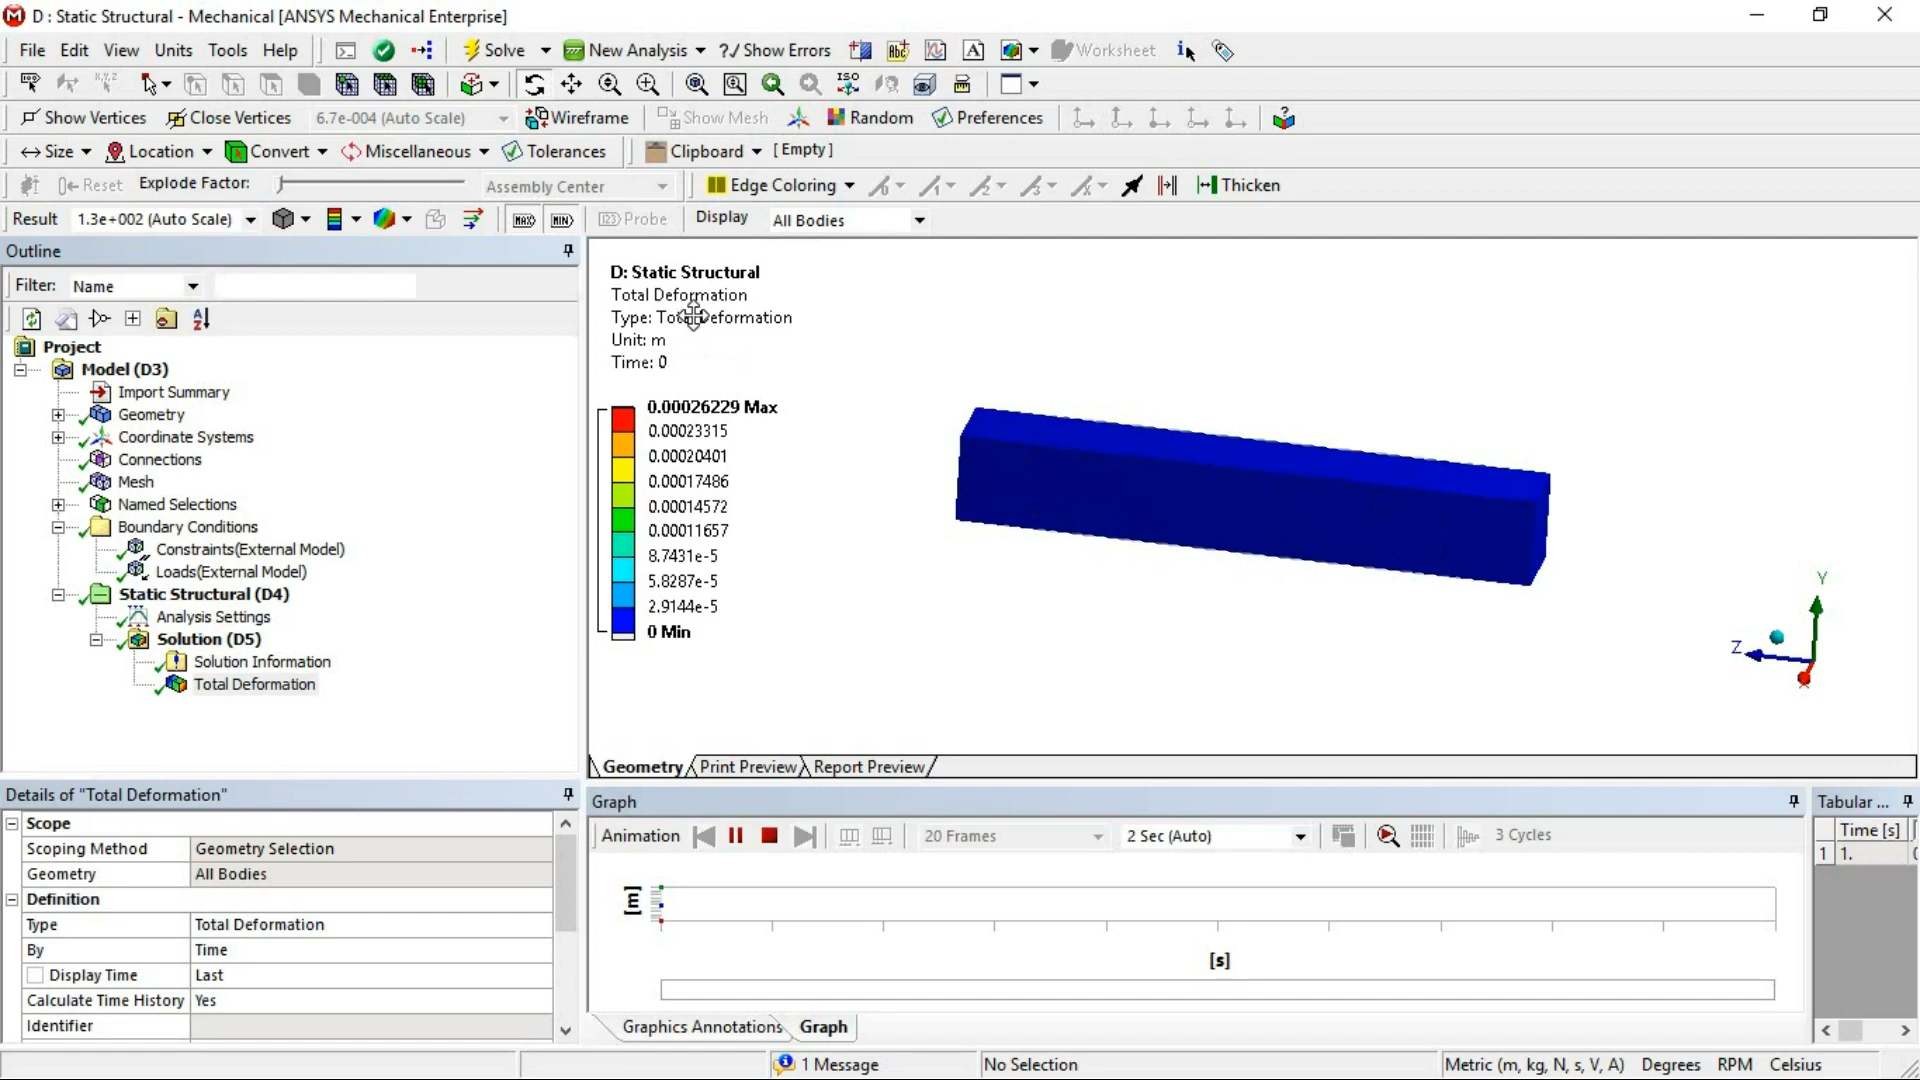 D : Static Structural - Mechanical [ANSYS Mechanical Enterprise]
File Edit View Units Tools Help Solve New Analysis ?✓ Show Errors Worksheet
ISO
Show Vertices Close Vertices 6.7e-004 (Auto Scale) Wireframe Show Mesh Random Preferences
Size Location Convert Miscellaneous Tolerances Clipboard [ Empty ]
Reset Explode Factor: Assembly Center Edge Coloring Thicken
Result 1.3e+002 (Auto Scale) MAX MIN Probe Display All Bodies
Outline
Filter: Name
Project
Model (D3)
Import Summary
Geometry
Coordinate Systems
Connections
Mesh
Named Selections
Boundary Conditions
Constraints(External Model)
Loads(External Model)
Static Structural (D4)
Analysis Settings
Solution (D5)
Solution Information
Total Deformation
D: Static Structural
Total Deformation
Type: Total Deformation
Unit: m
Time: 0
0.00026229 Max
0.00023315
0.00020401
0.00017486
0.00014572
0.00011657
8.7431e-5
5.8287e-5
2.9144e-5
0 Min
Y
Z
X
Geometry Print Preview Report Preview
Details of "Total Deformation"
Scope
Scoping Method Geometry Selection
Geometry All Bodies
Definition
Type Total Deformation
By Time
Display Time Last
Calculate Time History Yes
Identifier
Graph
Animation 20 Frames 2 Sec (Auto) 3 Cycles
[m]
[s]
Graphics Annotations Graph
Tabular ...
Time [s]
1 1.
1 Message No Selection Metric (m, kg, N, s, V, A) Degrees RPM Celsius